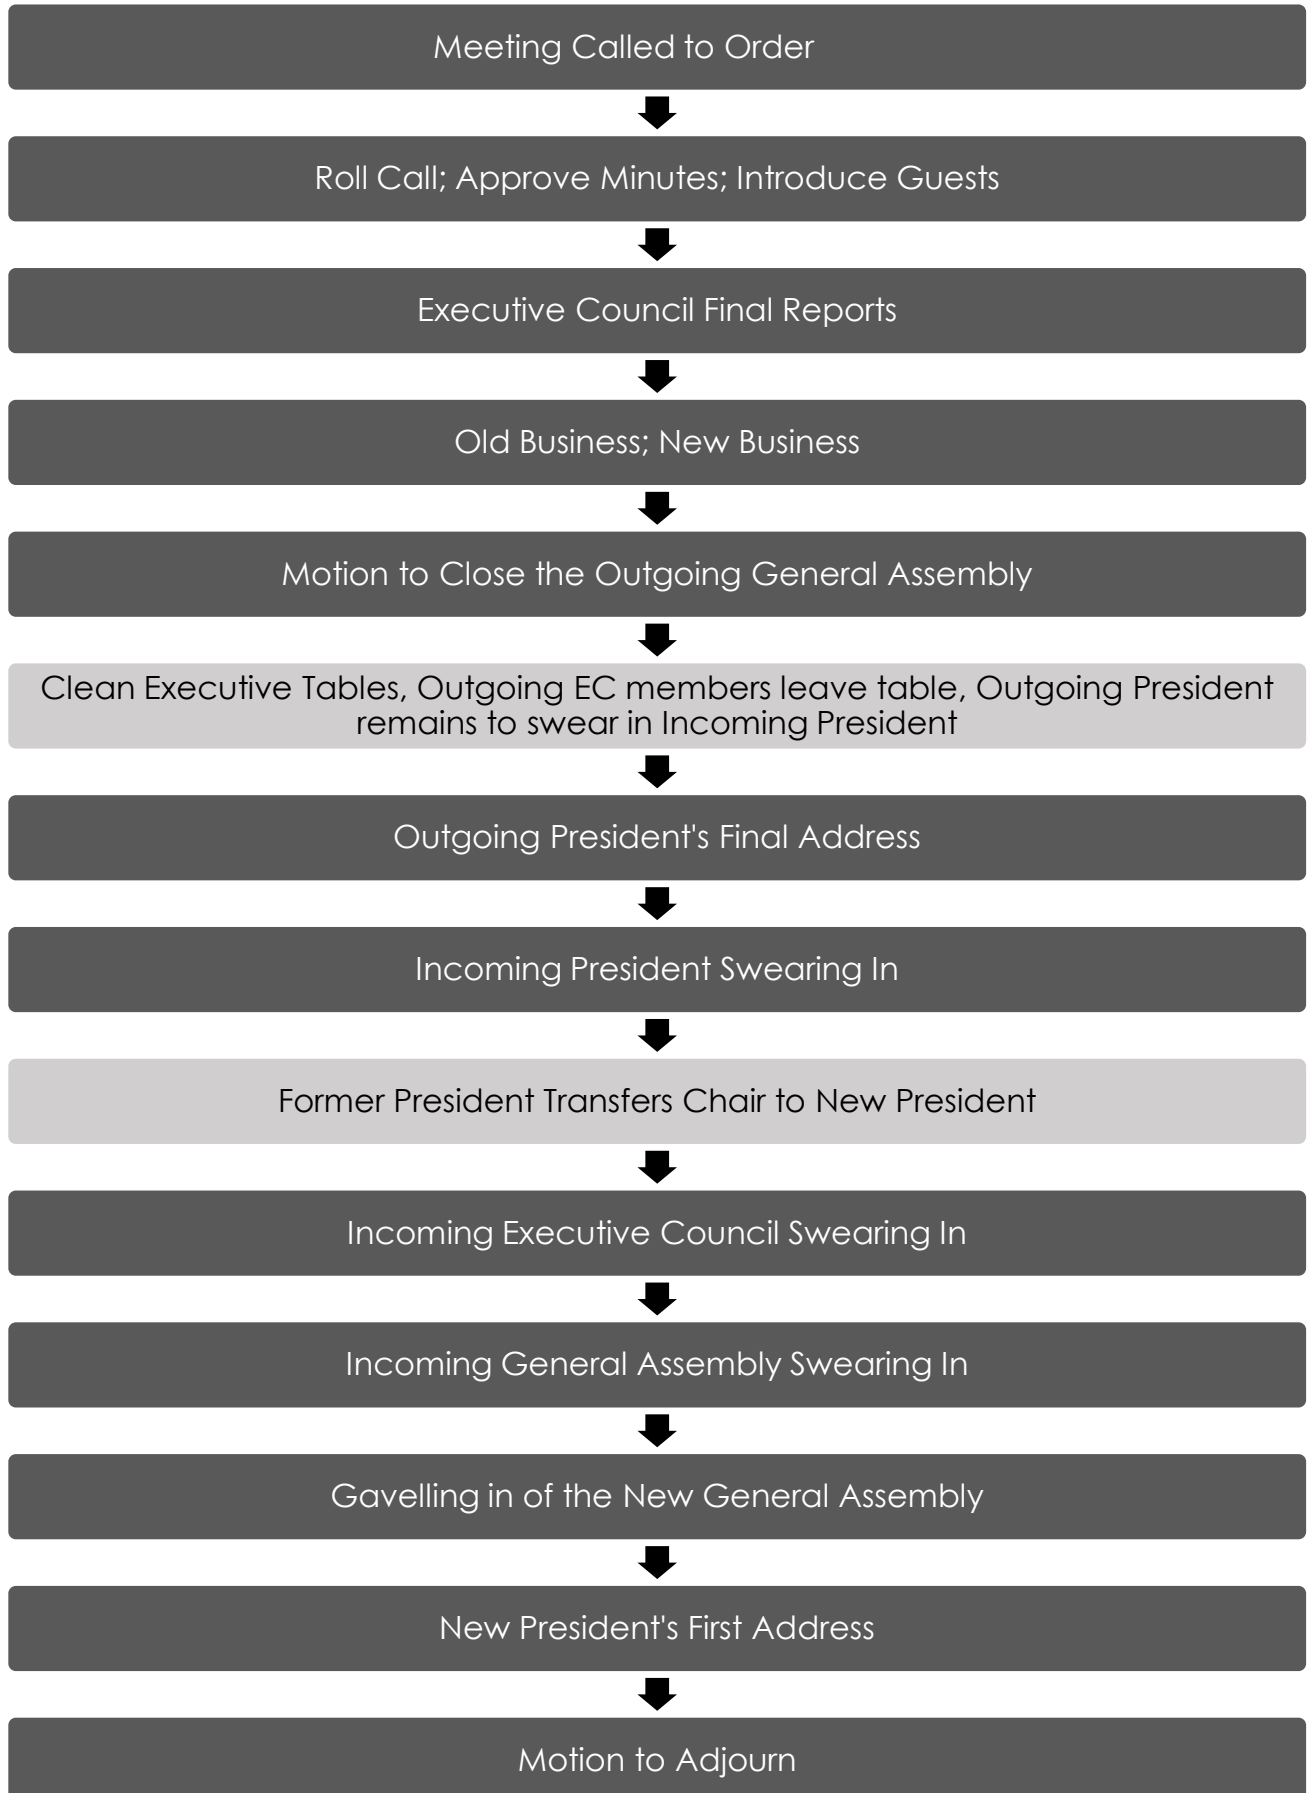 Meeting Called to Order
Roll Call; Approve Minutes; Introduce Guests
Executive Council Final Reports
Old Business; New Business
Motion to Close the Outgoing General Assembly
Clean Executive Tables, Outgoing EC members leave table, Outgoing President
remains to swear in Incoming President
Outgoing President's Final Address
Incoming President Swearing In
Former President Transfers Chair to New President
Incoming Executive Council Swearing In
Incoming General Assembly Swearing In
Gavelling in of the New General Assembly
New President's First Address
Motion to Adjourn